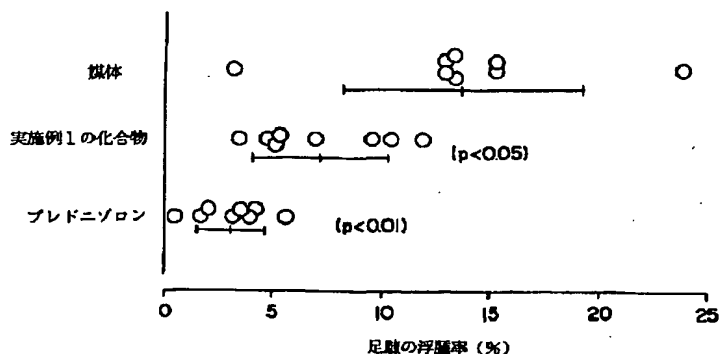 媒体
実施例1の化合物
(p<0.05)
プレドニゾロン
(p<0.01)
0 5 10 15 20 25
足蹠の浮腫率 (%)